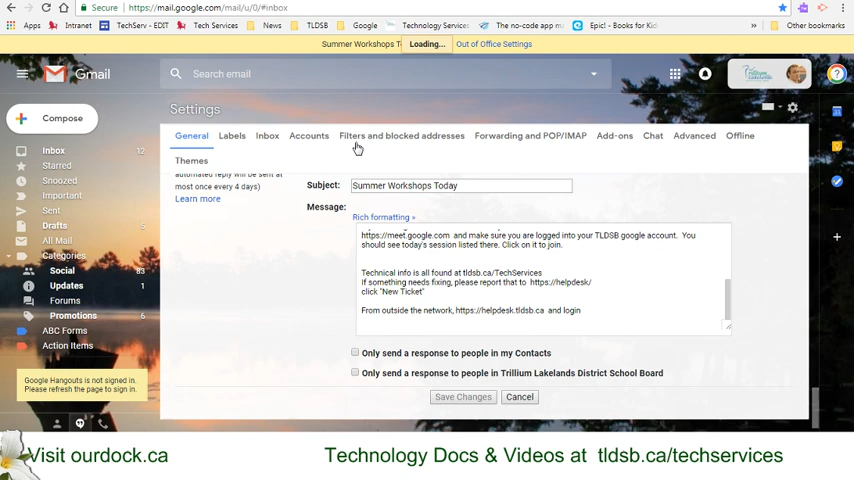 Secure https://mail.google.com/mail/u/0/#inbox
Apps Intranet TechServ - EDIT Tech Services News TLDSB Google Technology Service The no-code app m Epic! - Books for Kid » Other bookmarks
Summer Workshops T Loading... Out of Office Settings
Gmail
Search email
Settings
Compose
General Labels Inbox Accounts Filters and blocked addresses Forwarding and POP/IMAP Add-ons Chat Advanced Offline
Themes
Inbox 12
Starred
Snoozed
Important
Sent
Drafts 5
All Mail
Categories
Social 83
Updates 6
Forums
Promotions 6
ABC Forms
Action Items
Google Hangouts is not signed in.
Please refresh the page to sign in.
automated reply will be sent at
most once every 4 days)
Learn more
Subject: Summer Workshops Today
Message:
Rich formatting »
https://meet.google.com and make sure you are logged into your TLDSB google account. You
should see today's session listed there. Click on it to join.
Technical info is all found at tldsb.ca/TechServices
If something needs fixing, please report that to https://helpdesk/
click "New Ticket"
From outside the network, https://helpdesk.tldsb.ca and login
Only send a response to people in my Contacts
Only send a response to people in Trillium Lakelands District School Board
Save Changes Cancel
Visit ourdock.ca Technology Docs & Videos at tldsb.ca/techservices